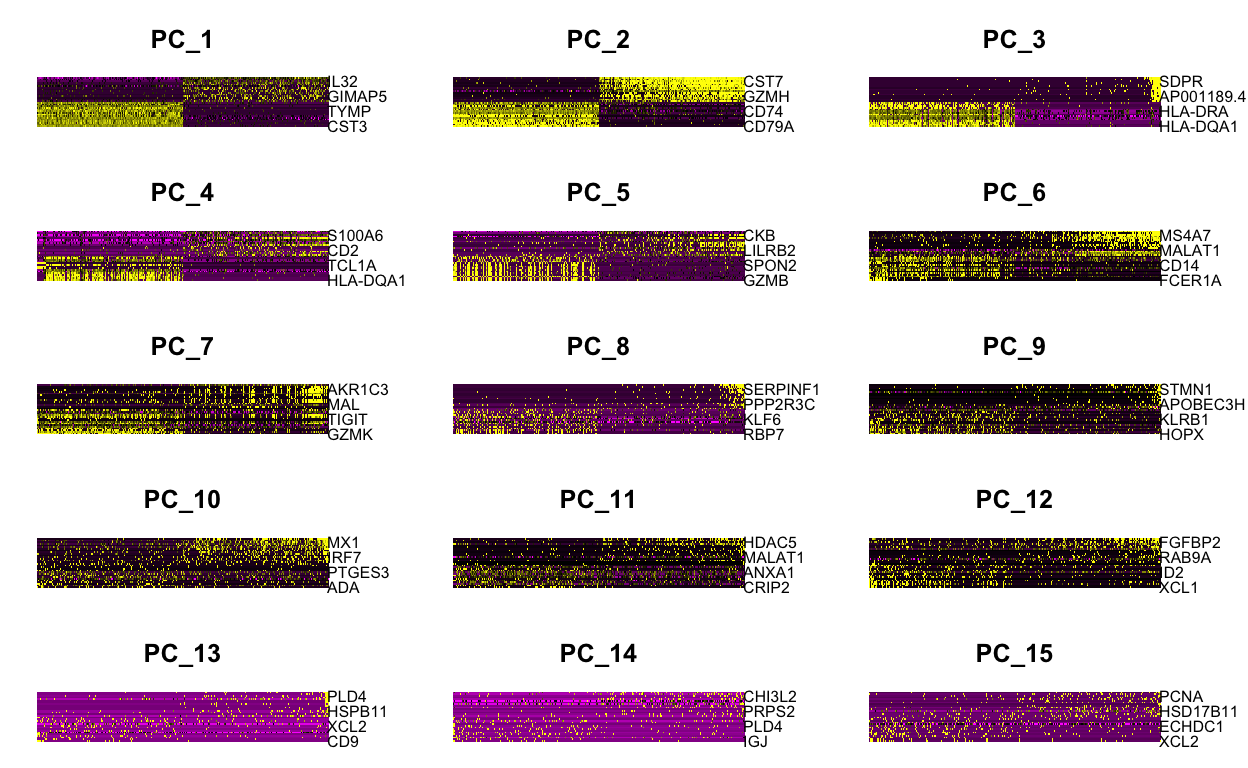 PC_1
IL32
GIMAP5
TYMP
CST3
PC_2
CST7
GZMH
CD74
CD79A
PC_3
SDPR
AP001189.4
HLA-DRA
HLA-DQA1
PC_4
S100A6
CD2
TCL1A
HLA-DQA1
PC_5
CKB
LILRB2
SPON2
GZMB
PC_6
MS4A7
MALAT1
CD14
FCER1A
PC_7
AKR1C3
MAL
TIGIT
GZMK
PC_8
SERPINF1
PPP2R3C
KLF6
RBP7
PC_9
STMN1
APOBEC3H
KLRB1
HOPX
PC_10
MX1
IRF7
PTGES3
ADA
PC_11
HDAC5
MALAT1
ANXA1
CRIP2
PC_12
FGFBP2
RAB9A
ID2
XCL1
PC_13
PLD4
HSPB11
XCL2
CD9
PC_14
CHI3L2
PRPS2
PLD4
IGJ
PC_15
PCNA
HSD17B11
ECHDC1
XCL2